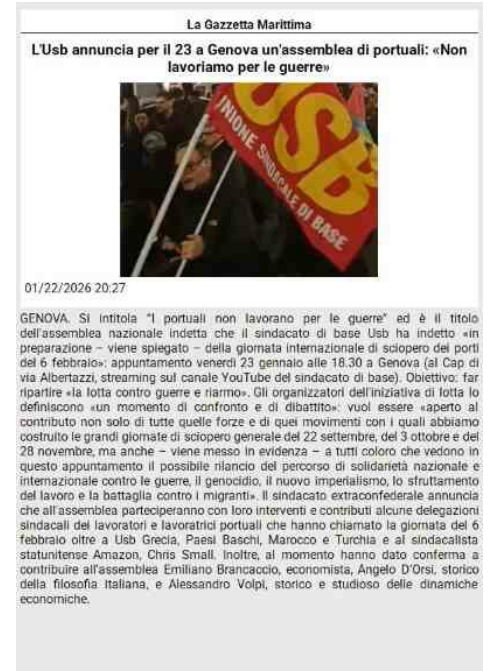 La Gazzetta Marittima
L'Usb annuncia per il 23 a Genova un'assemblea di portuali: «Non
lavoriamo per le guerre»
USB
UNIONE SINDACALE DI BASE
01/22/2026 20:27
GENOVA. Si intitola "I portuali non lavorano per le guerre" ed è il titolo
dell'assemblea nazionale indetta che il sindacato di base Usb ha indetto «in
preparazione – viene spiegato – della giornata internazionale di sciopero dei porti
del 6 febbraio»: appuntamento venerdì 23 gennaio alle 18.30 a Genova (al Cap di
via Albertazzi, streaming sul canale YouTube del sindacato di base). Obiettivo: far
ripartire «la lotta contro guerre e riarmo». Gli organizzatori dell'iniziativa di lotta lo
definiscono «un momento di confronto e di dibattito»: vuol essere «aperto al
contributo non solo di tutte quelle forze e di quei movimenti con i quali abbiamo
costruito le grandi giornate di sciopero generale del 22 settembre, del 3 ottobre e del
28 novembre, ma anche – viene messo in evidenza – a tutti coloro che vedono in
questo appuntamento il possibile rilancio del percorso di solidarietà nazionale e
internazionale contro le guerre, il genocidio, il nuovo imperialismo, lo sfruttamento
del lavoro e la battaglia contro i migranti». Il sindacato extraconfederale annuncia
che all'assemblea parteciperanno con loro interventi e contributi alcune delegazioni
sindacali dei lavoratori e lavoratrici portuali che hanno chiamato la giornata del 6
febbraio oltre a Usb Grecia, Paesi Baschi, Marocco e Turchia e al sindacalista
statunitense Amazon, Chris Small. Inoltre, al momento hanno dato conferma a
contribuire all'assemblea Emiliano Brancaccio, economista, Angelo D'Orsi, storico
della filosofia italiana, e Alessandro Volpi, storico e studioso delle dinamiche
economiche.